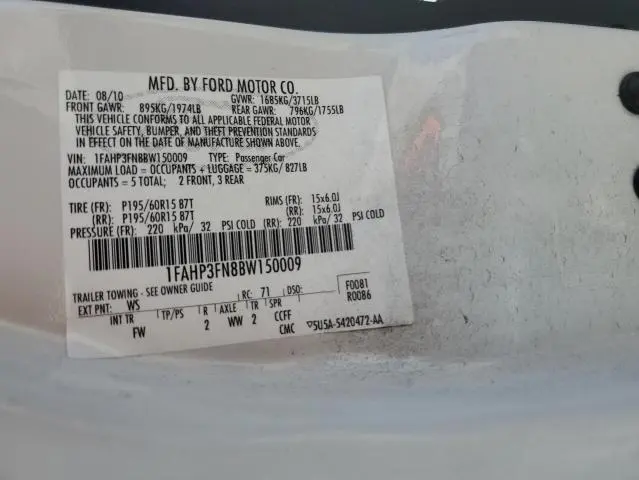 MFD. BY FORD MOTOR CO.
DATE: 08/10 GVWR: 1685KG/3715LB
FRONT GAWR: 895KG/1974LB REAR GAWR: 796KG/1755LB
THIS VEHICLE CONFORMS TO ALL APPLICABLE FEDERAL MOTOR
VEHICLE SAFETY, BUMPER, AND THEFT PREVENTION STANDARDS
IN EFFECT ON THE DATE OF MANUFACTURE SHOWN ABOVE.
VIN: 1FAHP3FN8BW150009 TYPE: Passenger Car
MAXIMUM LOAD = OCCUPANTS + LUGGAGE = 375KG/ 827LB
OCCUPANTS = 5 TOTAL; 2 FRONT, 3 REAR
TIRE (FR): P195/60R15 87T RIMS (FR): 15x6.0J
(RR): P195/60R15 87T (RR): 15x6.0J
PRESSURE (FR): 220 kPa/ 32 PSI COLD (RR): 220 kPa/ 32 PSI COLD
1FAHP3FN8BW150009
TRAILER TOWING - SEE OWNER GUIDE F0081
EXT PNT: WS RC: 71 DSO: R0086
INT TR TP/PS R AXLE TR SPR
FW 2 WW 2 CCFF
CMC 5U5A-5420472-AA